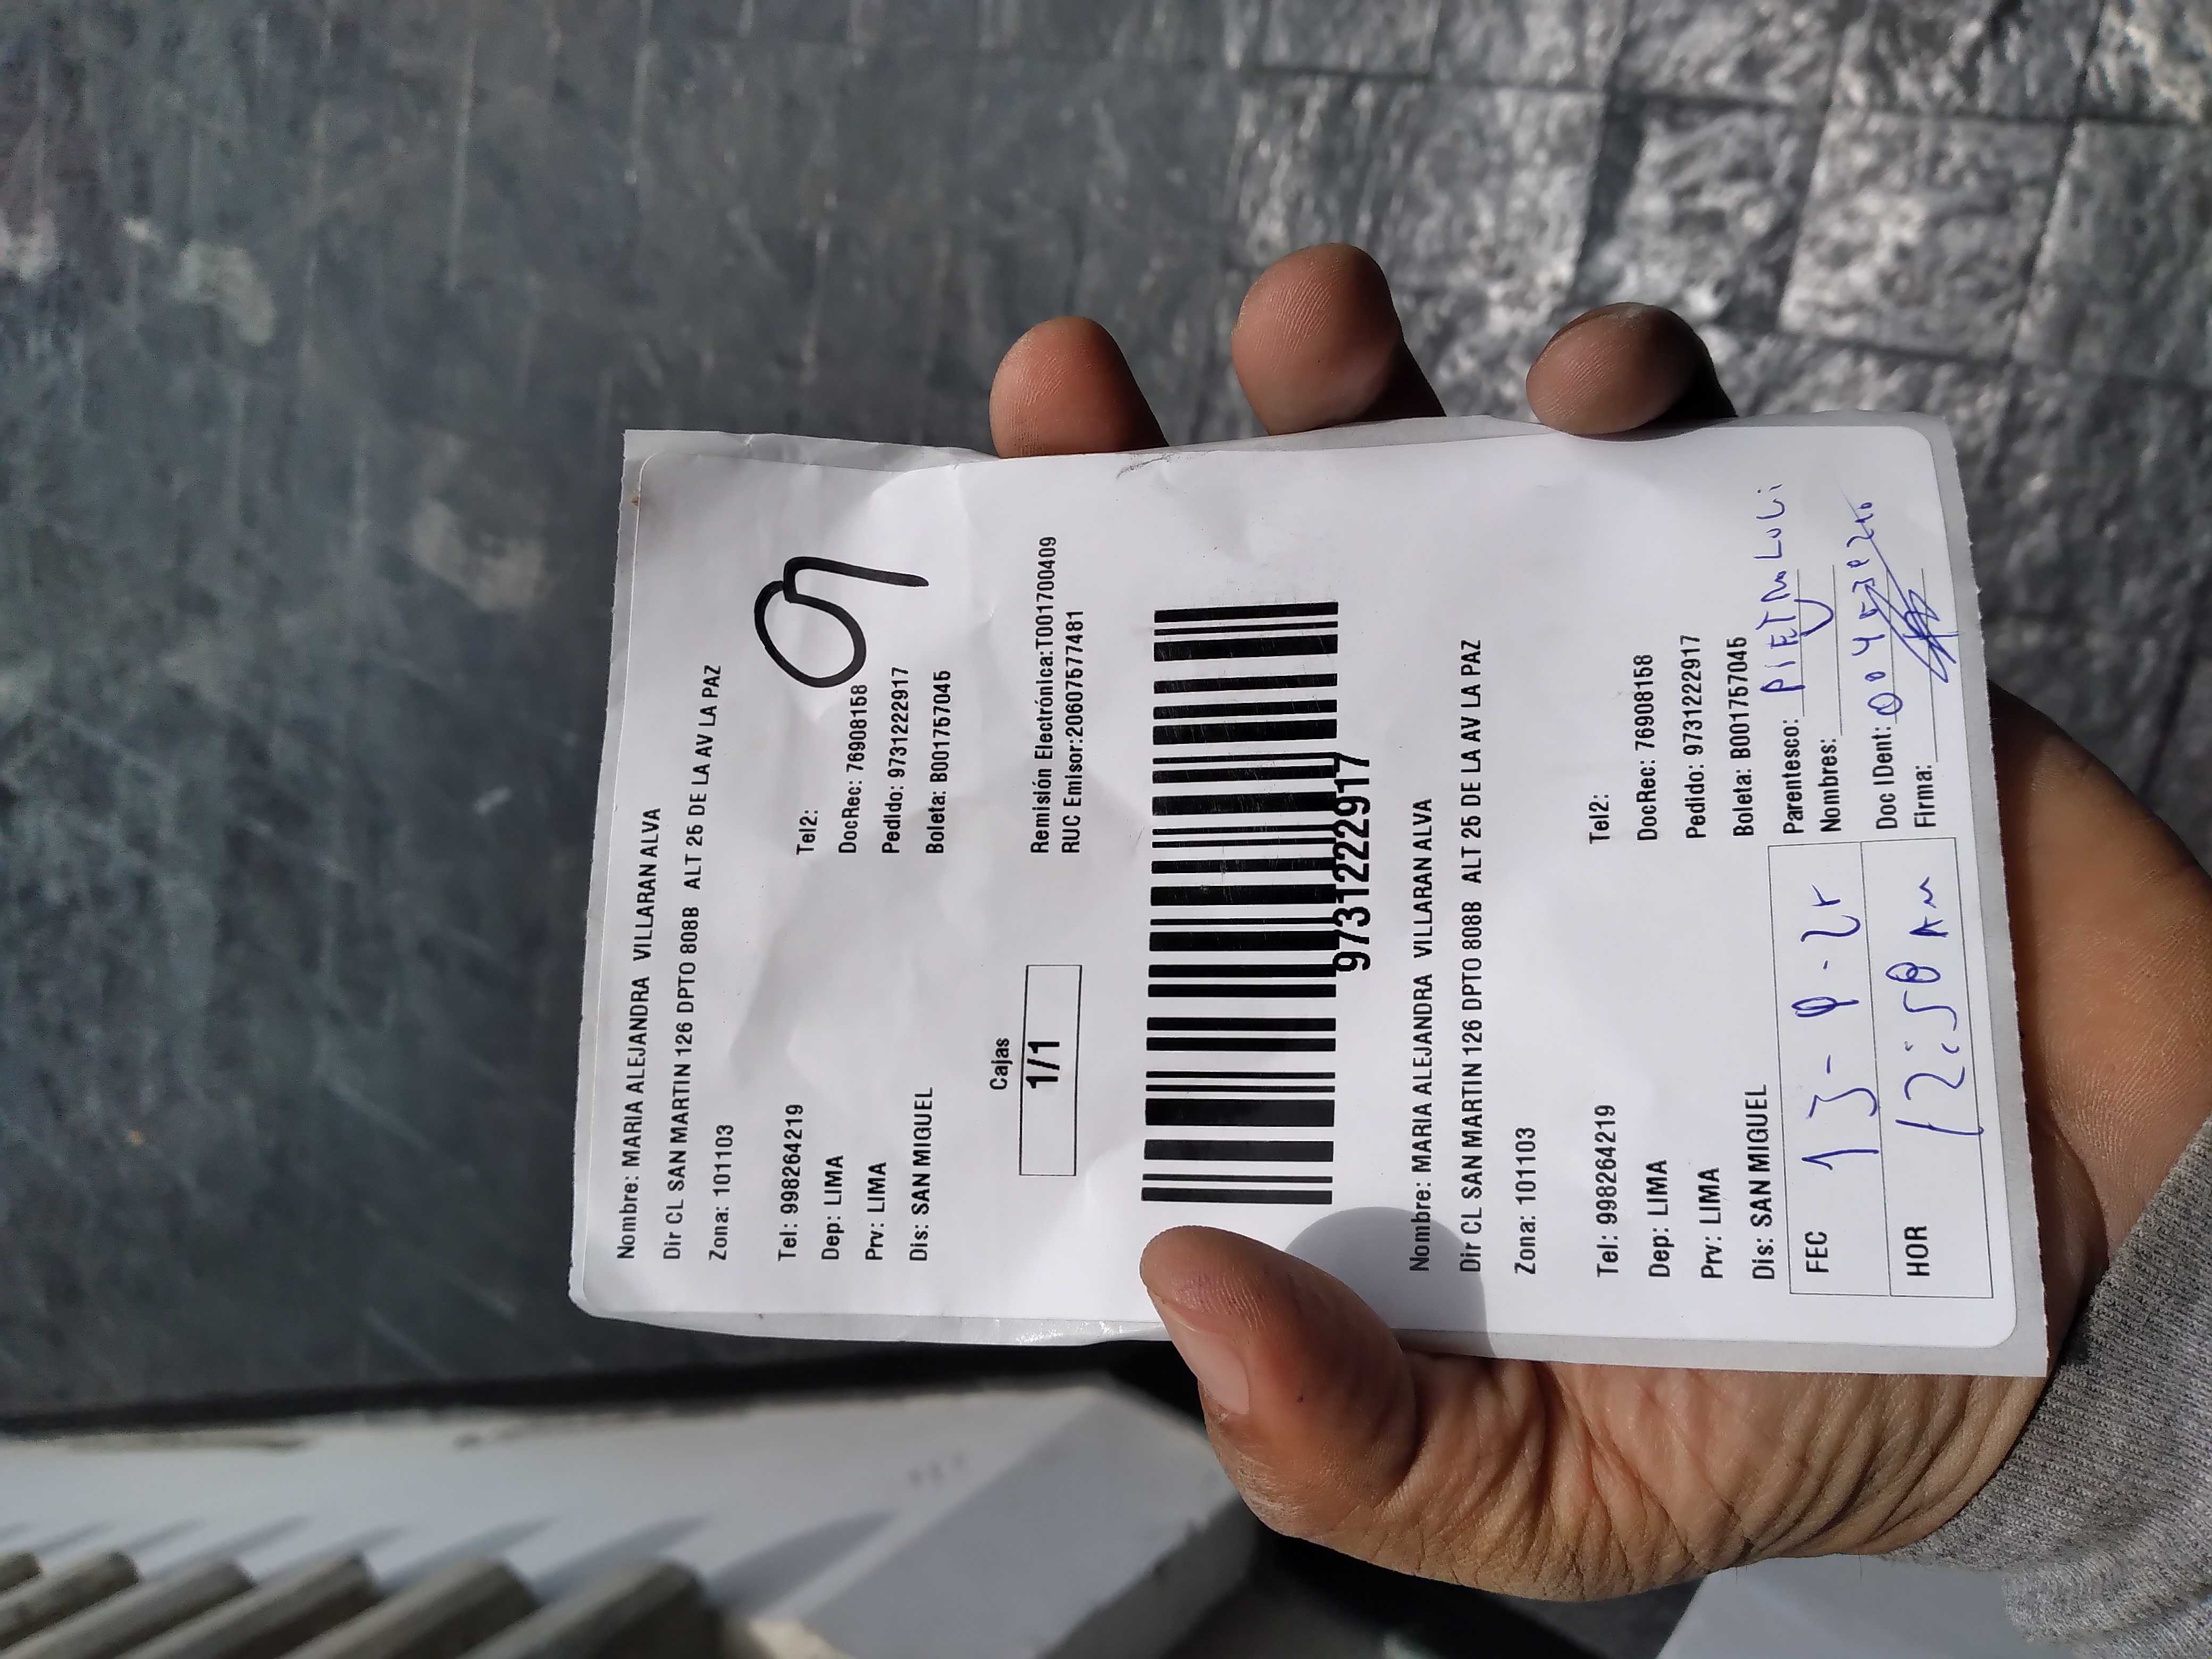 Nombre: MARIA ALEJANDRA VILLARAN ALVA
Dir CL SAN MARTIN 126 DPTO 808B ALT 25 DE LA AV LA PAZ
Zona: 101103
Tel: 998264219 Tel2:
Dep: LIMA DocRec: 76908158
Prv: LIMA Pedido: 9731222917
Dis: SAN MIGUEL Boleta: B001757045
9
Cajas
1/1
Remisión Electrónica:T001700409
RUC Emisor:20607577481
9731222917
Nombre: MARIA ALEJANDRA VILLARAN ALVA
Dir CL SAN MARTIN 126 DPTO 808B ALT 25 DE LA AV LA PAZ
Zona: 101103
Tel: 998264219 Tel2:
Dep: LIMA DocRec: 76908158
Prv: LIMA Pedido: 9731222917
Dis: SAN MIGUEL Boleta: B001757045
FEC
Parentesco:
Nombres:
HOR 12:50 AM
Doc IDent:
Firma: